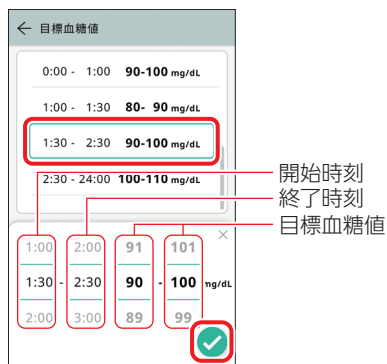 ← 目標血糖値
0:00 - 1:00 90-100 mg/dL
1:00 - 1:30 80- 90 mg/dL
1:30 - 2:30 90-100 mg/dL
2:30 - 24:00 100-110 mg/dL
開始時刻
終了時刻
目標血糖値
×
1:00 2:00 91 101
1:30 - 2:30 90 - 100 mg/dL
2:00 3:00 89 99